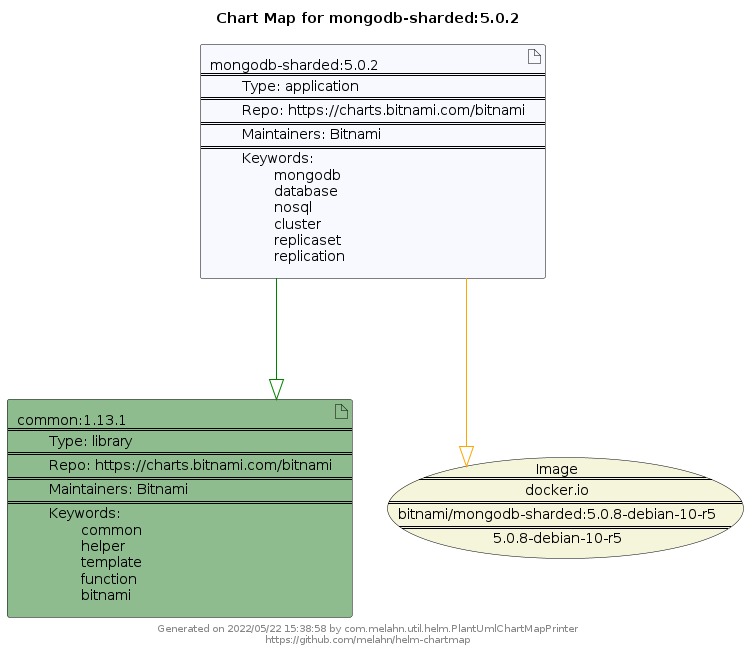 Chart Map for mongodb-sharded:5.0.2
mongodb-sharded:5.0.2
Type: application
Repo: https://charts.bitnami.com/bitnami
Maintainers: Bitnami
Keywords:
mongodb
database
nosql
cluster
replicaset
replication
common:1.13.1
Type: library
Repo: https://charts.bitnami.com/bitnami
Maintainers: Bitnami
Keywords:
common
helper
template
function
bitnami
Image
docker.io
bitnami/mongodb-sharded:5.0.8-debian-10-r5
5.0.8-debian-10-r5
Generated on 2022/05/22 15:38:58 by com.melahn.util.helm.PlantUmlChartMapPrinter
https://github.com/melahn/helm-chartmap